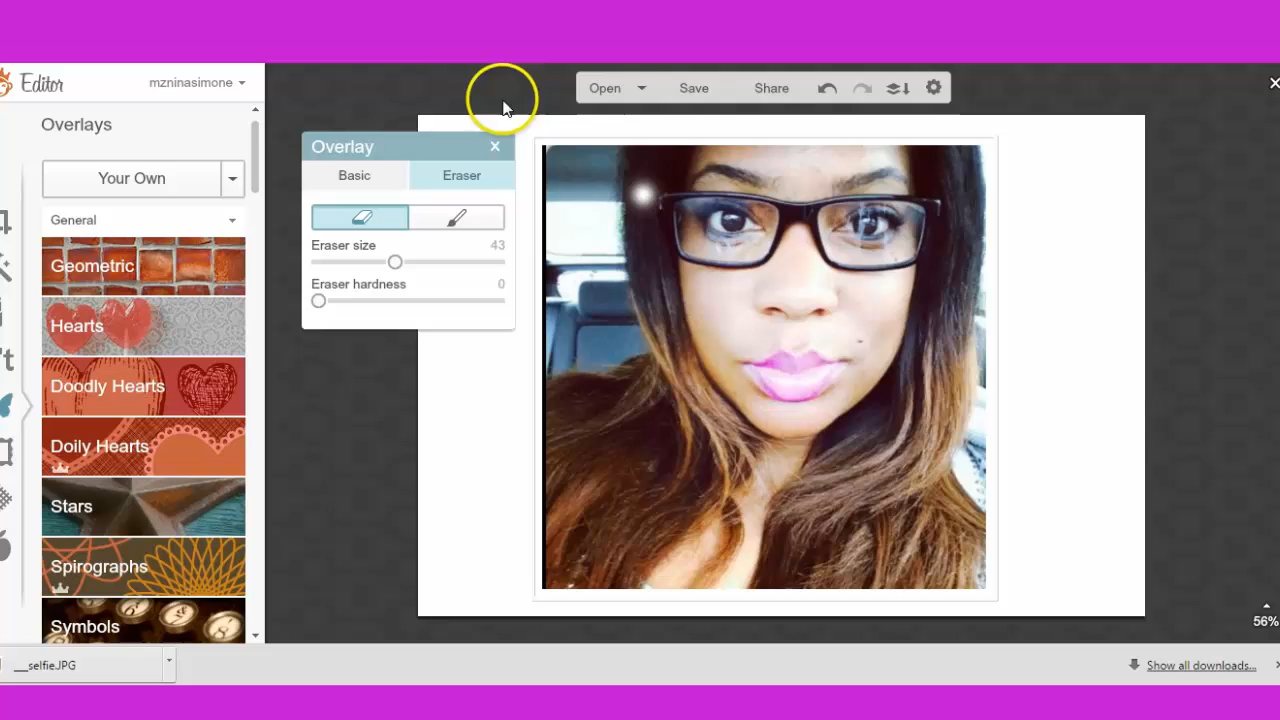 Editor
mzninasimone
Open
Save
Share
Overlays
Your Own
General
Geometric
Hearts
Doodly Hearts
Doily Hearts
Stars
Spirographs
Symbols
Overlay
Basic
Eraser
Eraser size 43
Eraser hardness 0
56%
__selfie.JPG
Show all downloads...